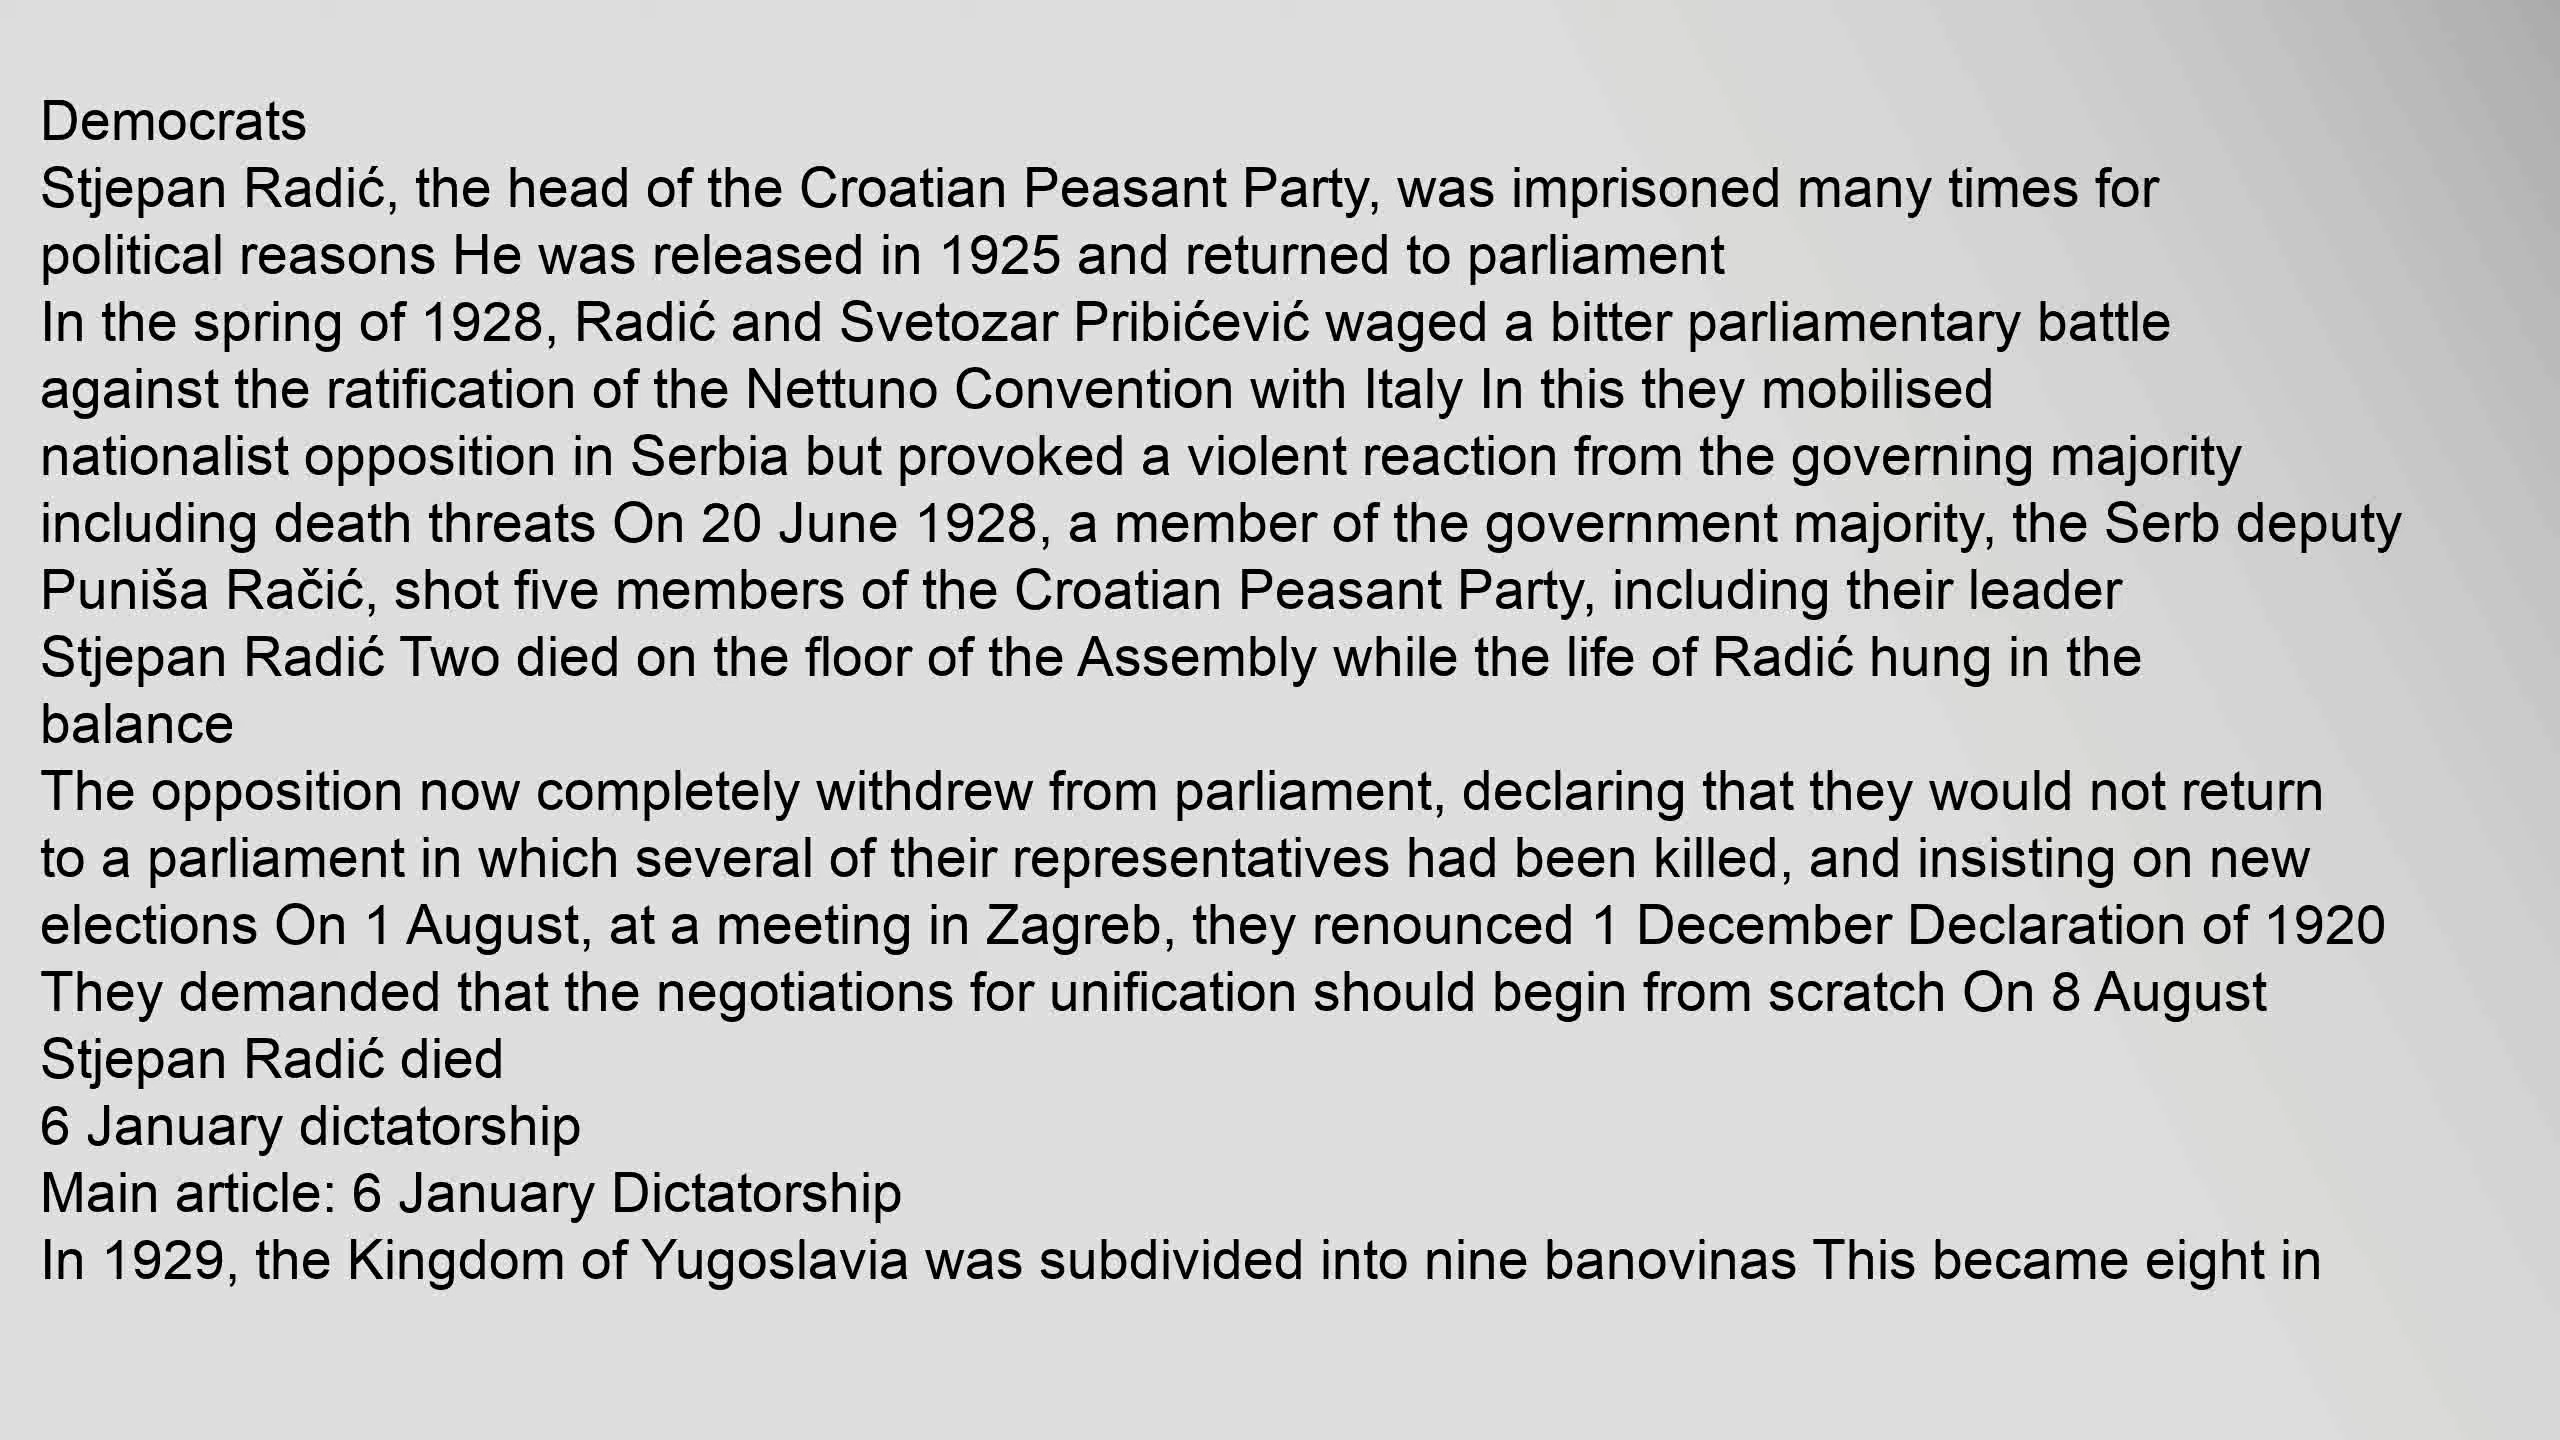 Democrats
Stjepan Radić, the head of the Croatian Peasant Party, was imprisoned many times for
political reasons He was released in 1925 and returned to parliament
In the spring of 1928, Radić and Svetozar Pribićević waged a bitter parliamentary battle
against the ratification of the Nettuno Convention with Italy In this they mobilised
nationalist opposition in Serbia but provoked a violent reaction from the governing majority
including death threats On 20 June 1928, a member of the government majority, the Serb deputy
Puniša Račić, shot five members of the Croatian Peasant Party, including their leader
Stjepan Radić Two died on the floor of the Assembly while the life of Radić hung in the
balance
The opposition now completely withdrew from parliament, declaring that they would not return
to a parliament in which several of their representatives had been killed, and insisting on new
elections On 1 August, at a meeting in Zagreb, they renounced 1 December Declaration of 1920
They demanded that the negotiations for unification should begin from scratch On 8 August
Stjepan Radić died
6 January dictatorship
Main article: 6 January Dictatorship
In 1929, the Kingdom of Yugoslavia was subdivided into nine banovinas This became eight in